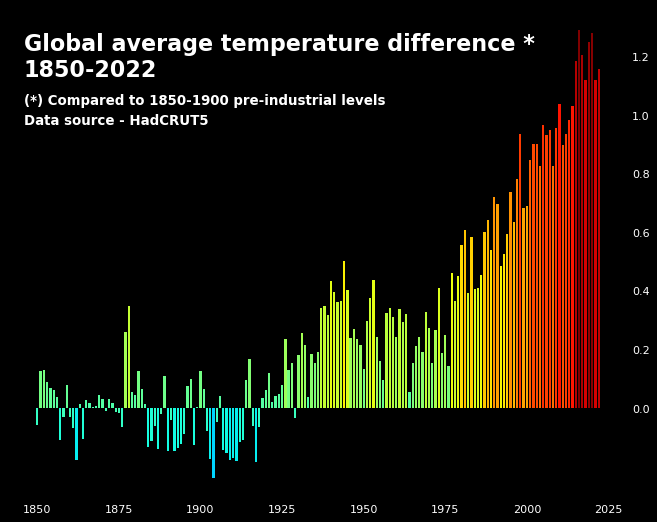 Global average temperature difference *
1850-2022
(*) Compared to 1850-1900 pre-industrial levels
Data source - HadCRUT5
1.2
1.0
0.8
0.6
0.4
0.2
0.0
1850 1875 1900 1925 1950 1975 2000 2025